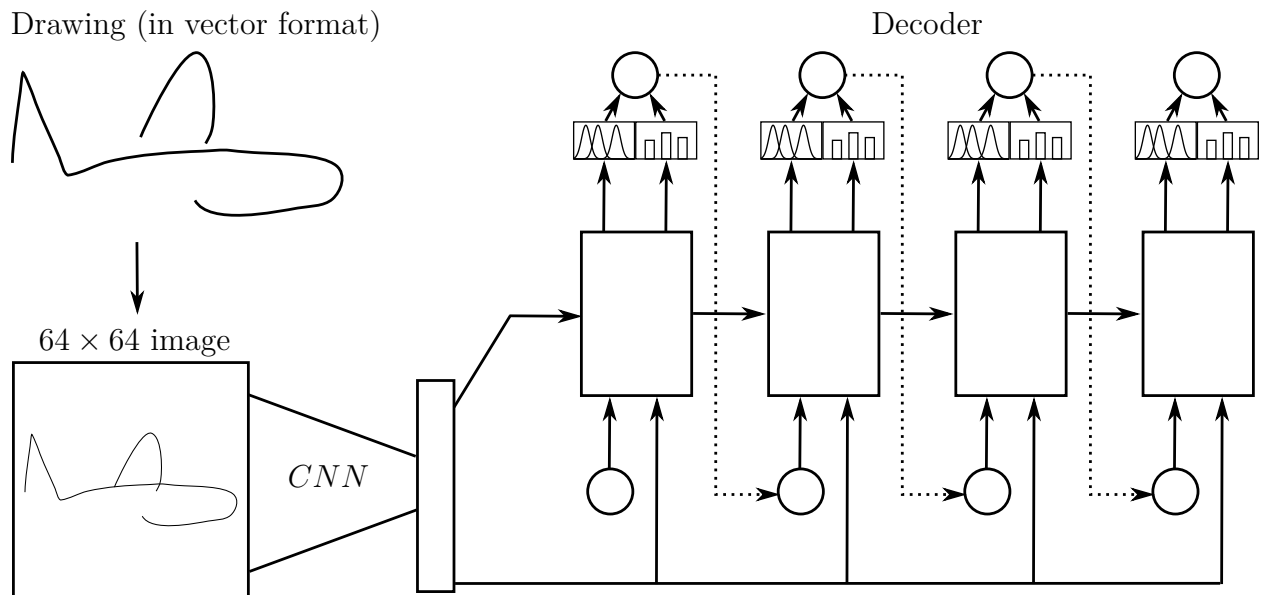 Drawing (in vector format)
Decoder
64 × 64 image
CNN